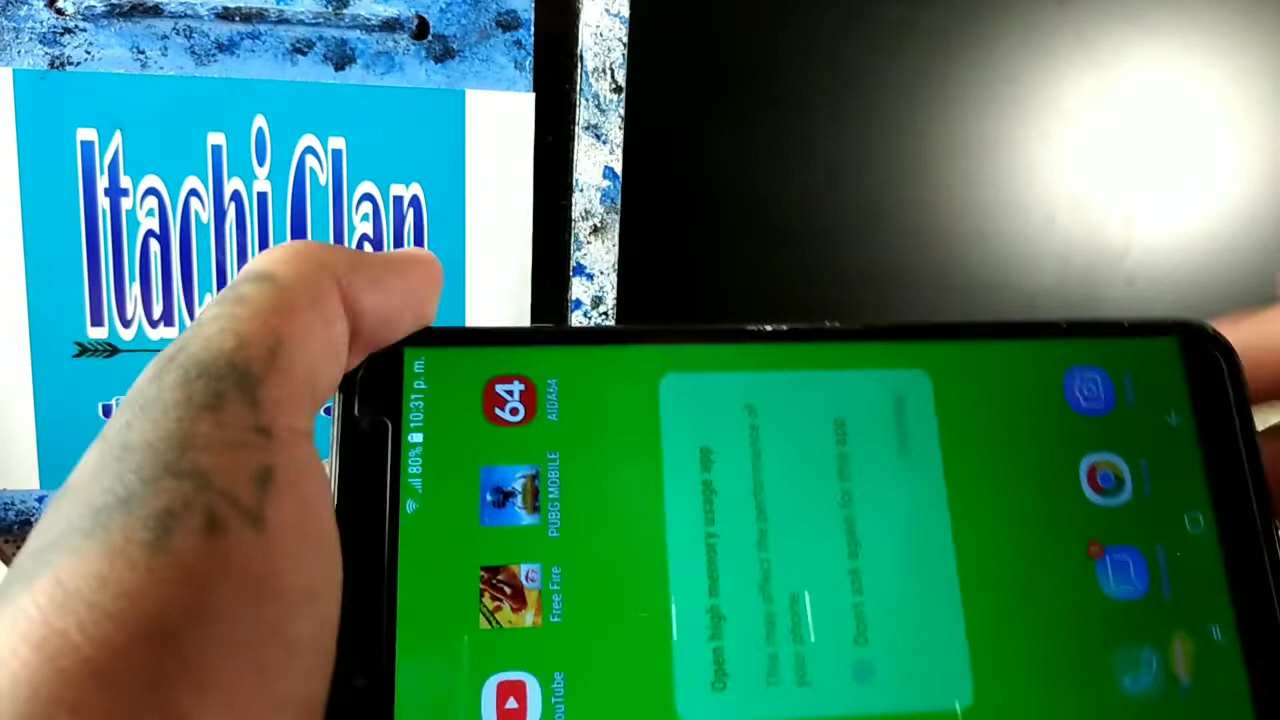 Itachi Clan
80% 10:31 p. m.
AIDA64
PUBG MOBILE
Free Fire
YouTube
64
Open high memory usage app
This may affect the performance of
your phone.
Don't ask again for this app